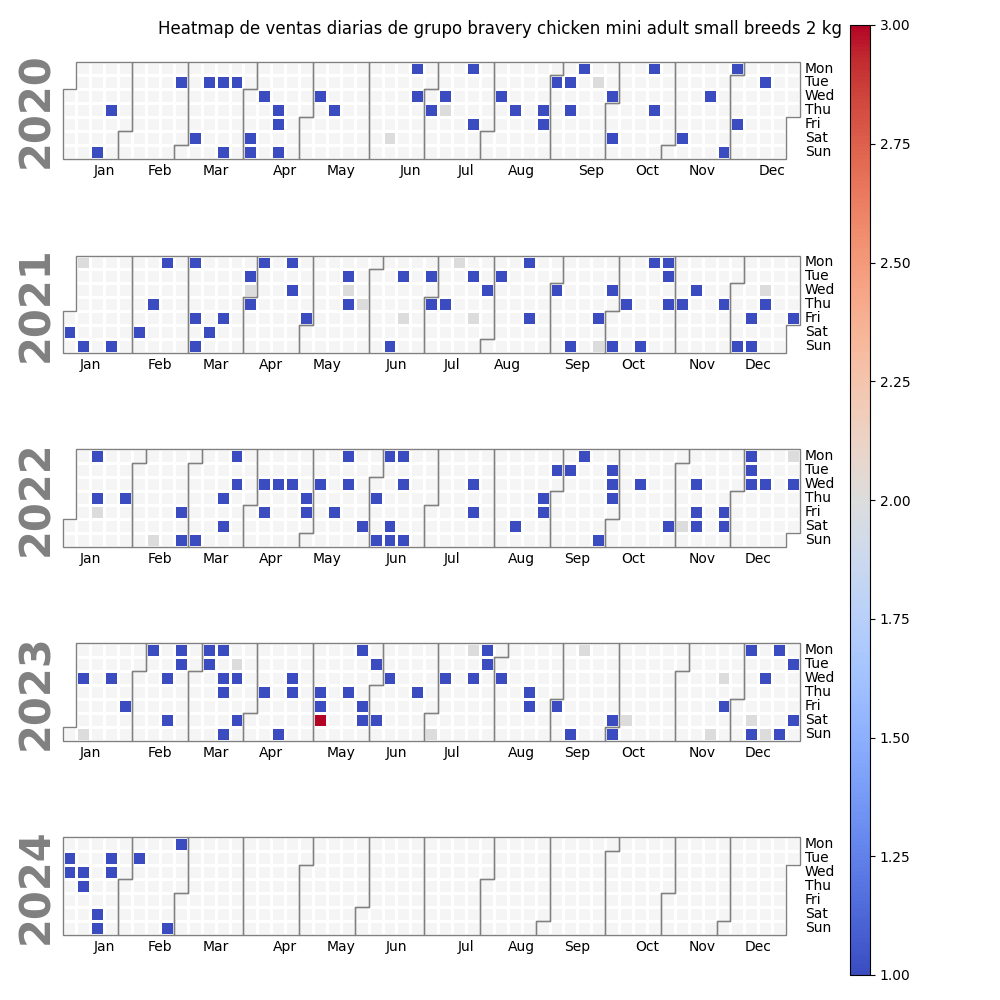 Heatmap de ventas diarias de grupo bravery chicken mini adult small breeds 2 kg
2020
Mon
Tue
Wed
Thu
Fri
Sat
Sun
Jan Feb Mar Apr May Jun Jul Aug Sep Oct Nov Dec
2021
Mon
Tue
Wed
Thu
Fri
Sat
Sun
Jan Feb Mar Apr May Jun Jul Aug Sep Oct Nov Dec
2022
Mon
Tue
Wed
Thu
Fri
Sat
Sun
Jan Feb Mar Apr May Jun Jul Aug Sep Oct Nov Dec
2023
Mon
Tue
Wed
Thu
Fri
Sat
Sun
Jan Feb Mar Apr May Jun Jul Aug Sep Oct Nov Dec
2024
Mon
Tue
Wed
Thu
Fri
Sat
Sun
Jan Feb Mar Apr May Jun Jul Aug Sep Oct Nov Dec
3.00
2.75
2.50
2.25
2.00
1.75
1.50
1.25
1.00